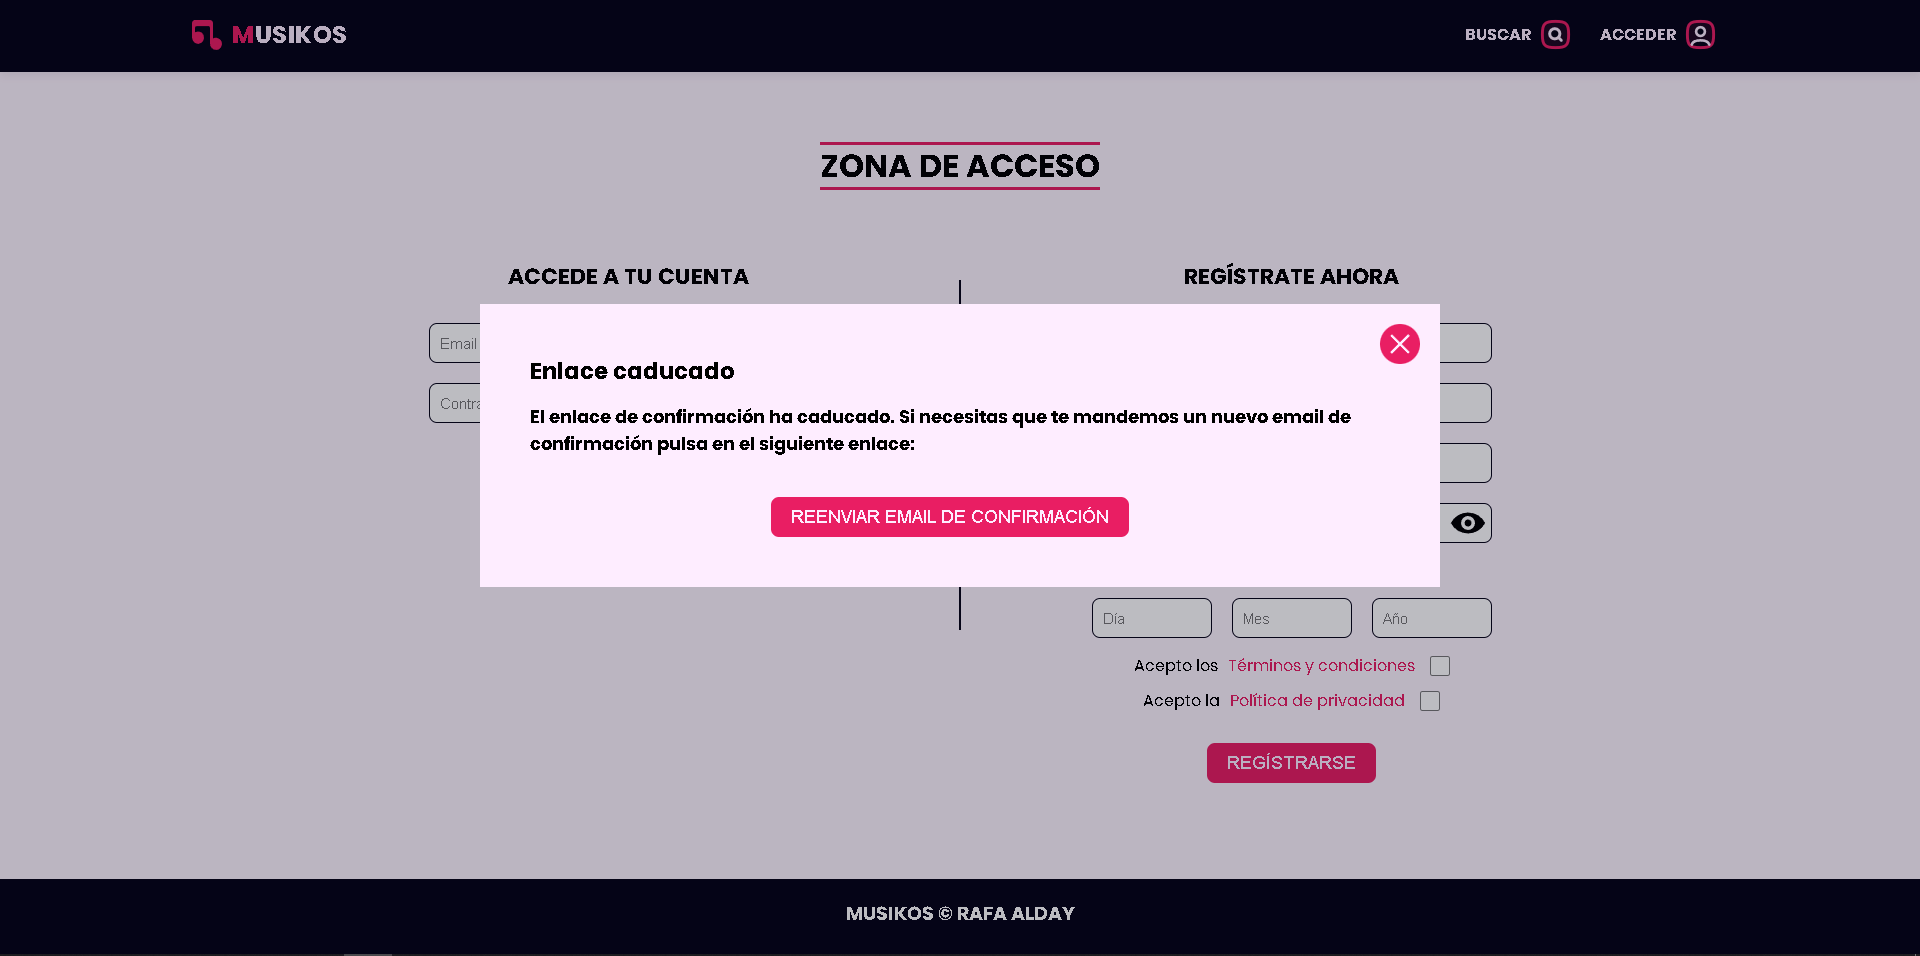 MUSIKOS
BUSCAR
ACCEDER
ZONA DE ACCESO
ACCEDE A TU CUENTA
REGÍSTRATE AHORA
Email
Enlace caducado
El enlace de confirmación ha caducado. Si necesitas que te mandemos un nuevo email de
confirmación pulsa en el siguiente enlace:
REENVIAR EMAIL DE CONFIRMACIÓN
Contra
Día
Mes
Año
Acepto los Términos y condiciones
Acepto la Política de privacidad
REGÍSTRARSE
MUSIKOS © RAFA ALDAY